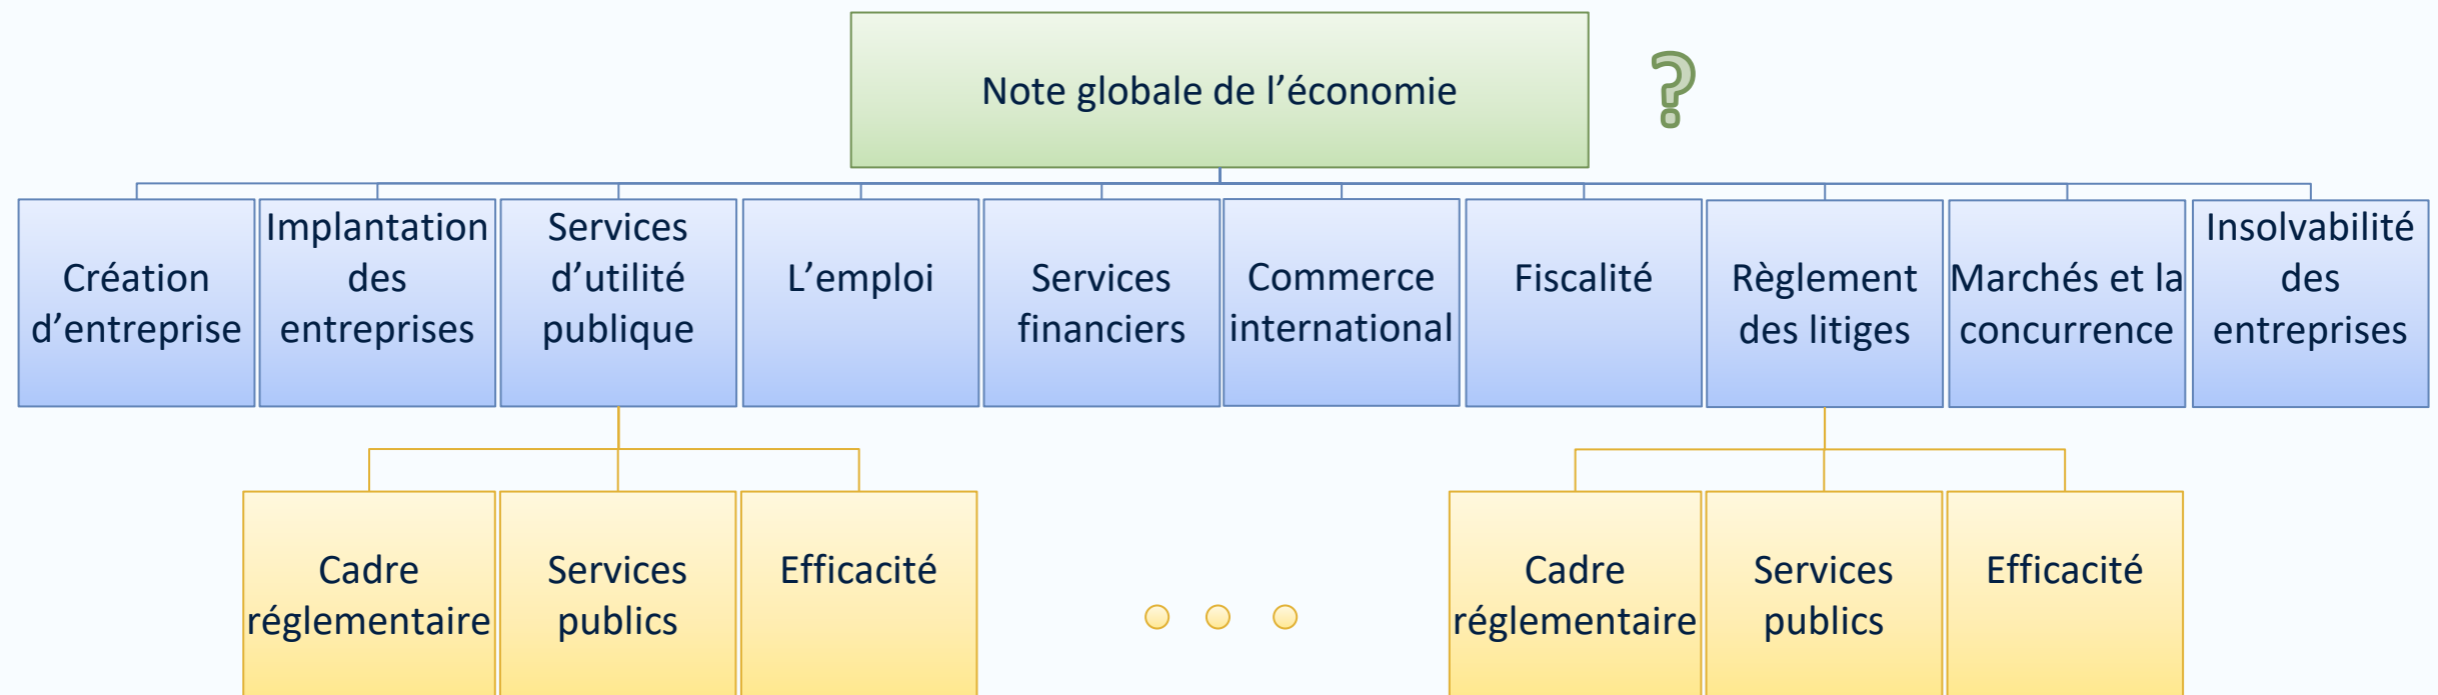 Note globale de l’économie
?
Création
d’entreprise
Implantation
des
entreprises
Services
d’utilité
publique
L’emploi
Services
financiers
Commerce
international
Fiscalité
Règlement
des litiges
Marchés et la
concurrence
Insolvabilité
des
entreprises
Cadre
réglementaire
Services
publics
Efficacité
Cadre
réglementaire
Services
publics
Efficacité